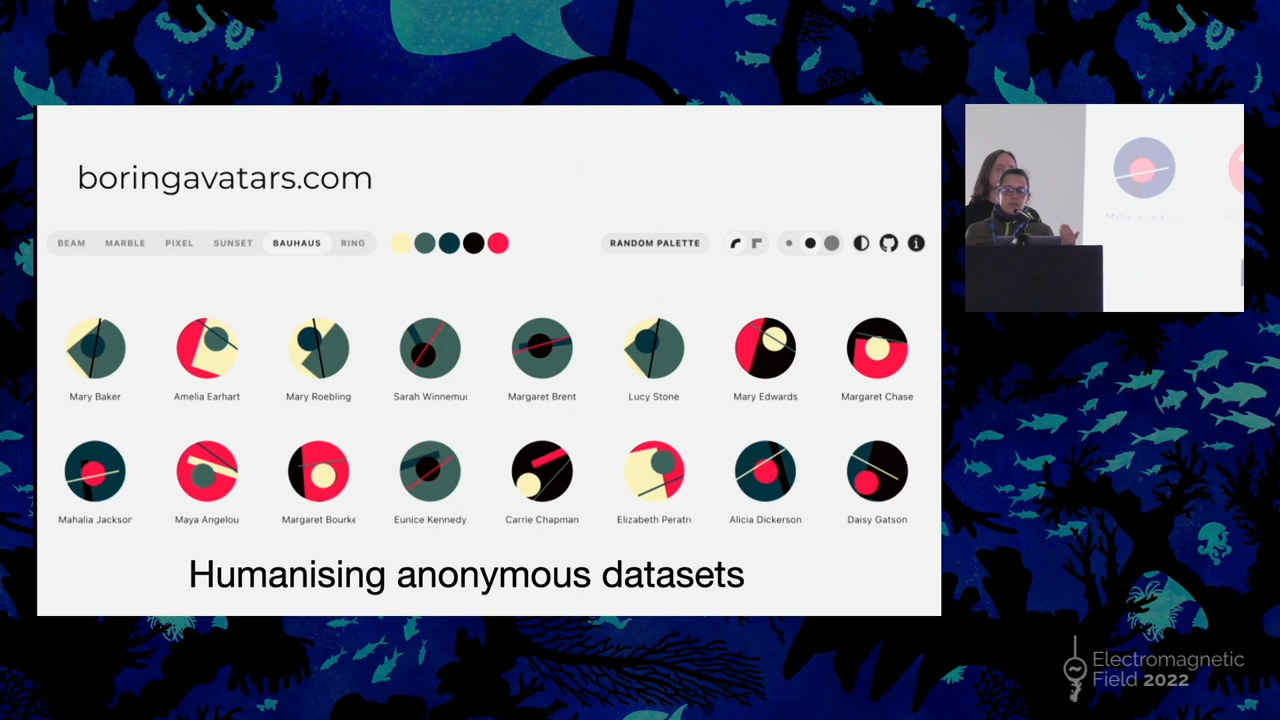 boringavatars.com
BEAM MARBLE PIXEL SUNSET BAUHAUS RING RANDOM PALETTE
Mary Baker Amelia Earhart Mary Roebling Sarah Winnemuc Margaret Brent Lucy Stone Mary Edwards Margaret Chase
Mahalia Jackson Maya Angelou Margaret Bourke Eunice Kennedy Carrie Chapman Elizabeth Peratr Alicia Dickerson Daisy Gatson
Humanising anonymous datasets
Electromagnetic
Field 2022